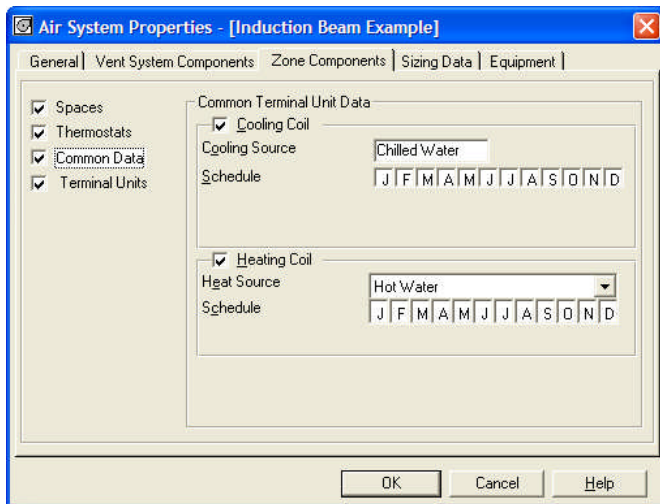 Air System Properties - [Induction Beam Example]
General Vent System Components Zone Components Sizing Data Equipment
Spaces
Thermostats
Common Data
Terminal Units
Common Terminal Unit Data
Cooling Coil
Cooling Source Chilled Water
Schedule J F M A M J J A S O N D
Heating Coil
Heat Source Hot Water
Schedule J F M A M J J A S O N D
OK Cancel Help